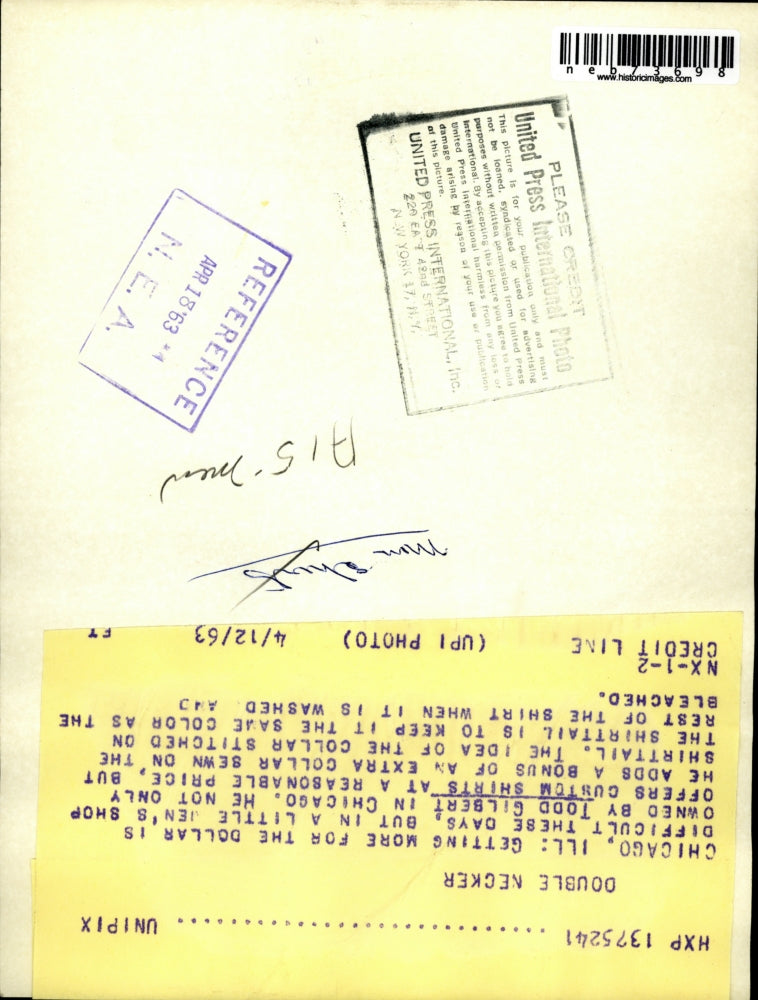 neb73698
www.historicimages.com
PLEASE CREDIT
United Press International Photo
This picture is for your publication only and must
not be loaned, syndicated or used for advertising
purposes without written permission from United Press
International. By accepting this picture you agree to hold
United Press International harmless from any loss or
damage arising by reason of your use or publication
of this picture.
UNITED PRESS INTERNATIONAL, Inc.
220 EAST 42nd STREET
NEW YORK 17, N.Y.
REFERENCE
APR 18 '63
N. E. A.
A15 men
Men Shirts
HXP 1375241 UNIPIX
DOUBLE NECKER
CHICAGO, ILL: GETTING MORE FOR THE DOLLAR IS
DIFFICULT THESE DAYS, BUT IN A LITTLE MEN'S SHOP
OWNED BY TODD GILBERT IN CHICAGO. HE NOT ONLY
OFFERS CUSTOM SHIRTS AT A REASONABLE PRICE, BUT
HE ADDS A BONUS OF AN EXTRA COLLAR SEWN ON THE
SHIRTTAIL. THE IDEA OF THE COLLAR STITCHED ON
THE SHIRTTAIL IS TO KEEP IT THE SAME COLOR AS THE
REST OF THE SHIRT WHEN IT IS WASHED AND
BLEACHED.
NX-1-2
CREDIT LINE (UPI PHOTO) 4/12/63 FT